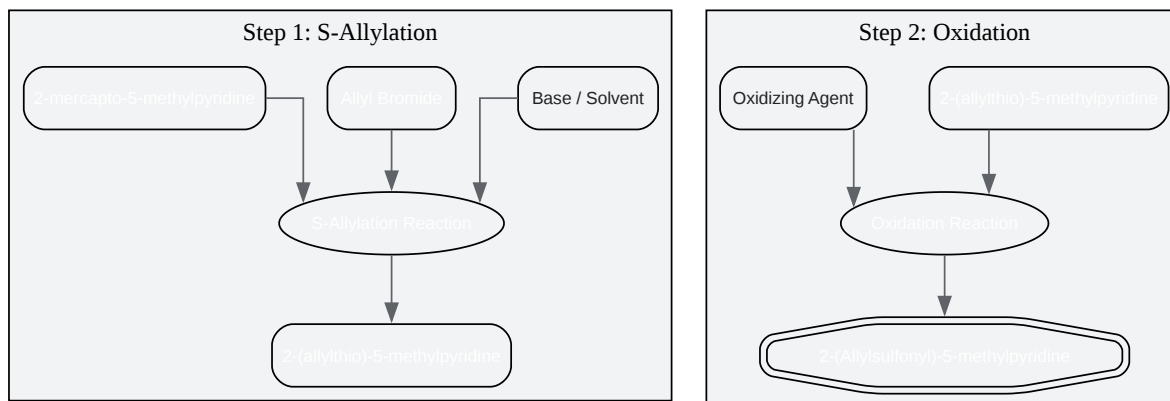 Step 1: S-Allylation
2-mercapto-5-methylpyridine
Allyl Bromide
Base / Solvent
S-Allylation Reaction
2-(allylthio)-5-methylpyridine
Step 2: Oxidation
Oxidizing Agent
2-(allylthio)-5-methylpyridine
Oxidation Reaction
2-(Allylsulfonyl)-5-methylpyridine